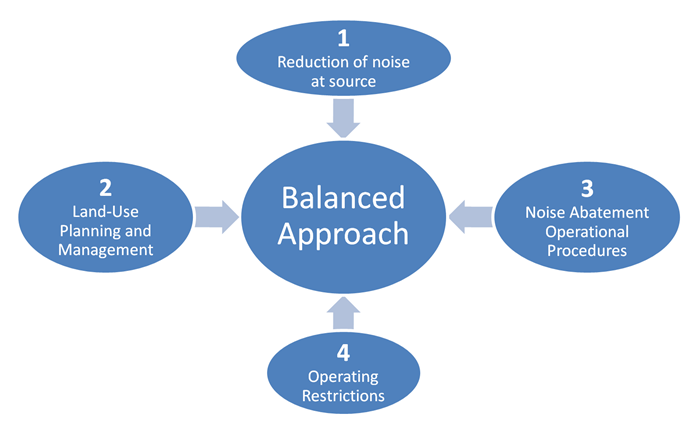 1
Reduction of noise
at source
2
Land-Use
Planning and
Management
Balanced
Approach
3
Noise Abatement
Operational
Procedures
4
Operating
Restrictions